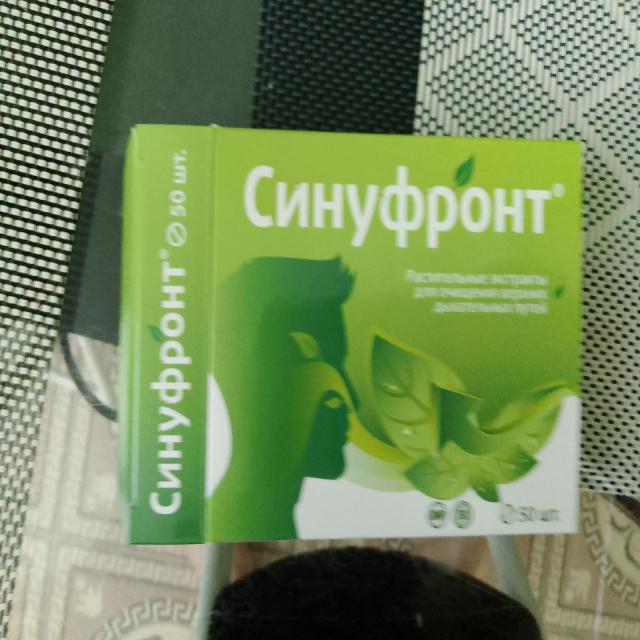 Синуфронт®
Растительные экстракты
для очищения верхних
дыхательных путей
50 шт.
Синуфронт® 50 шт.